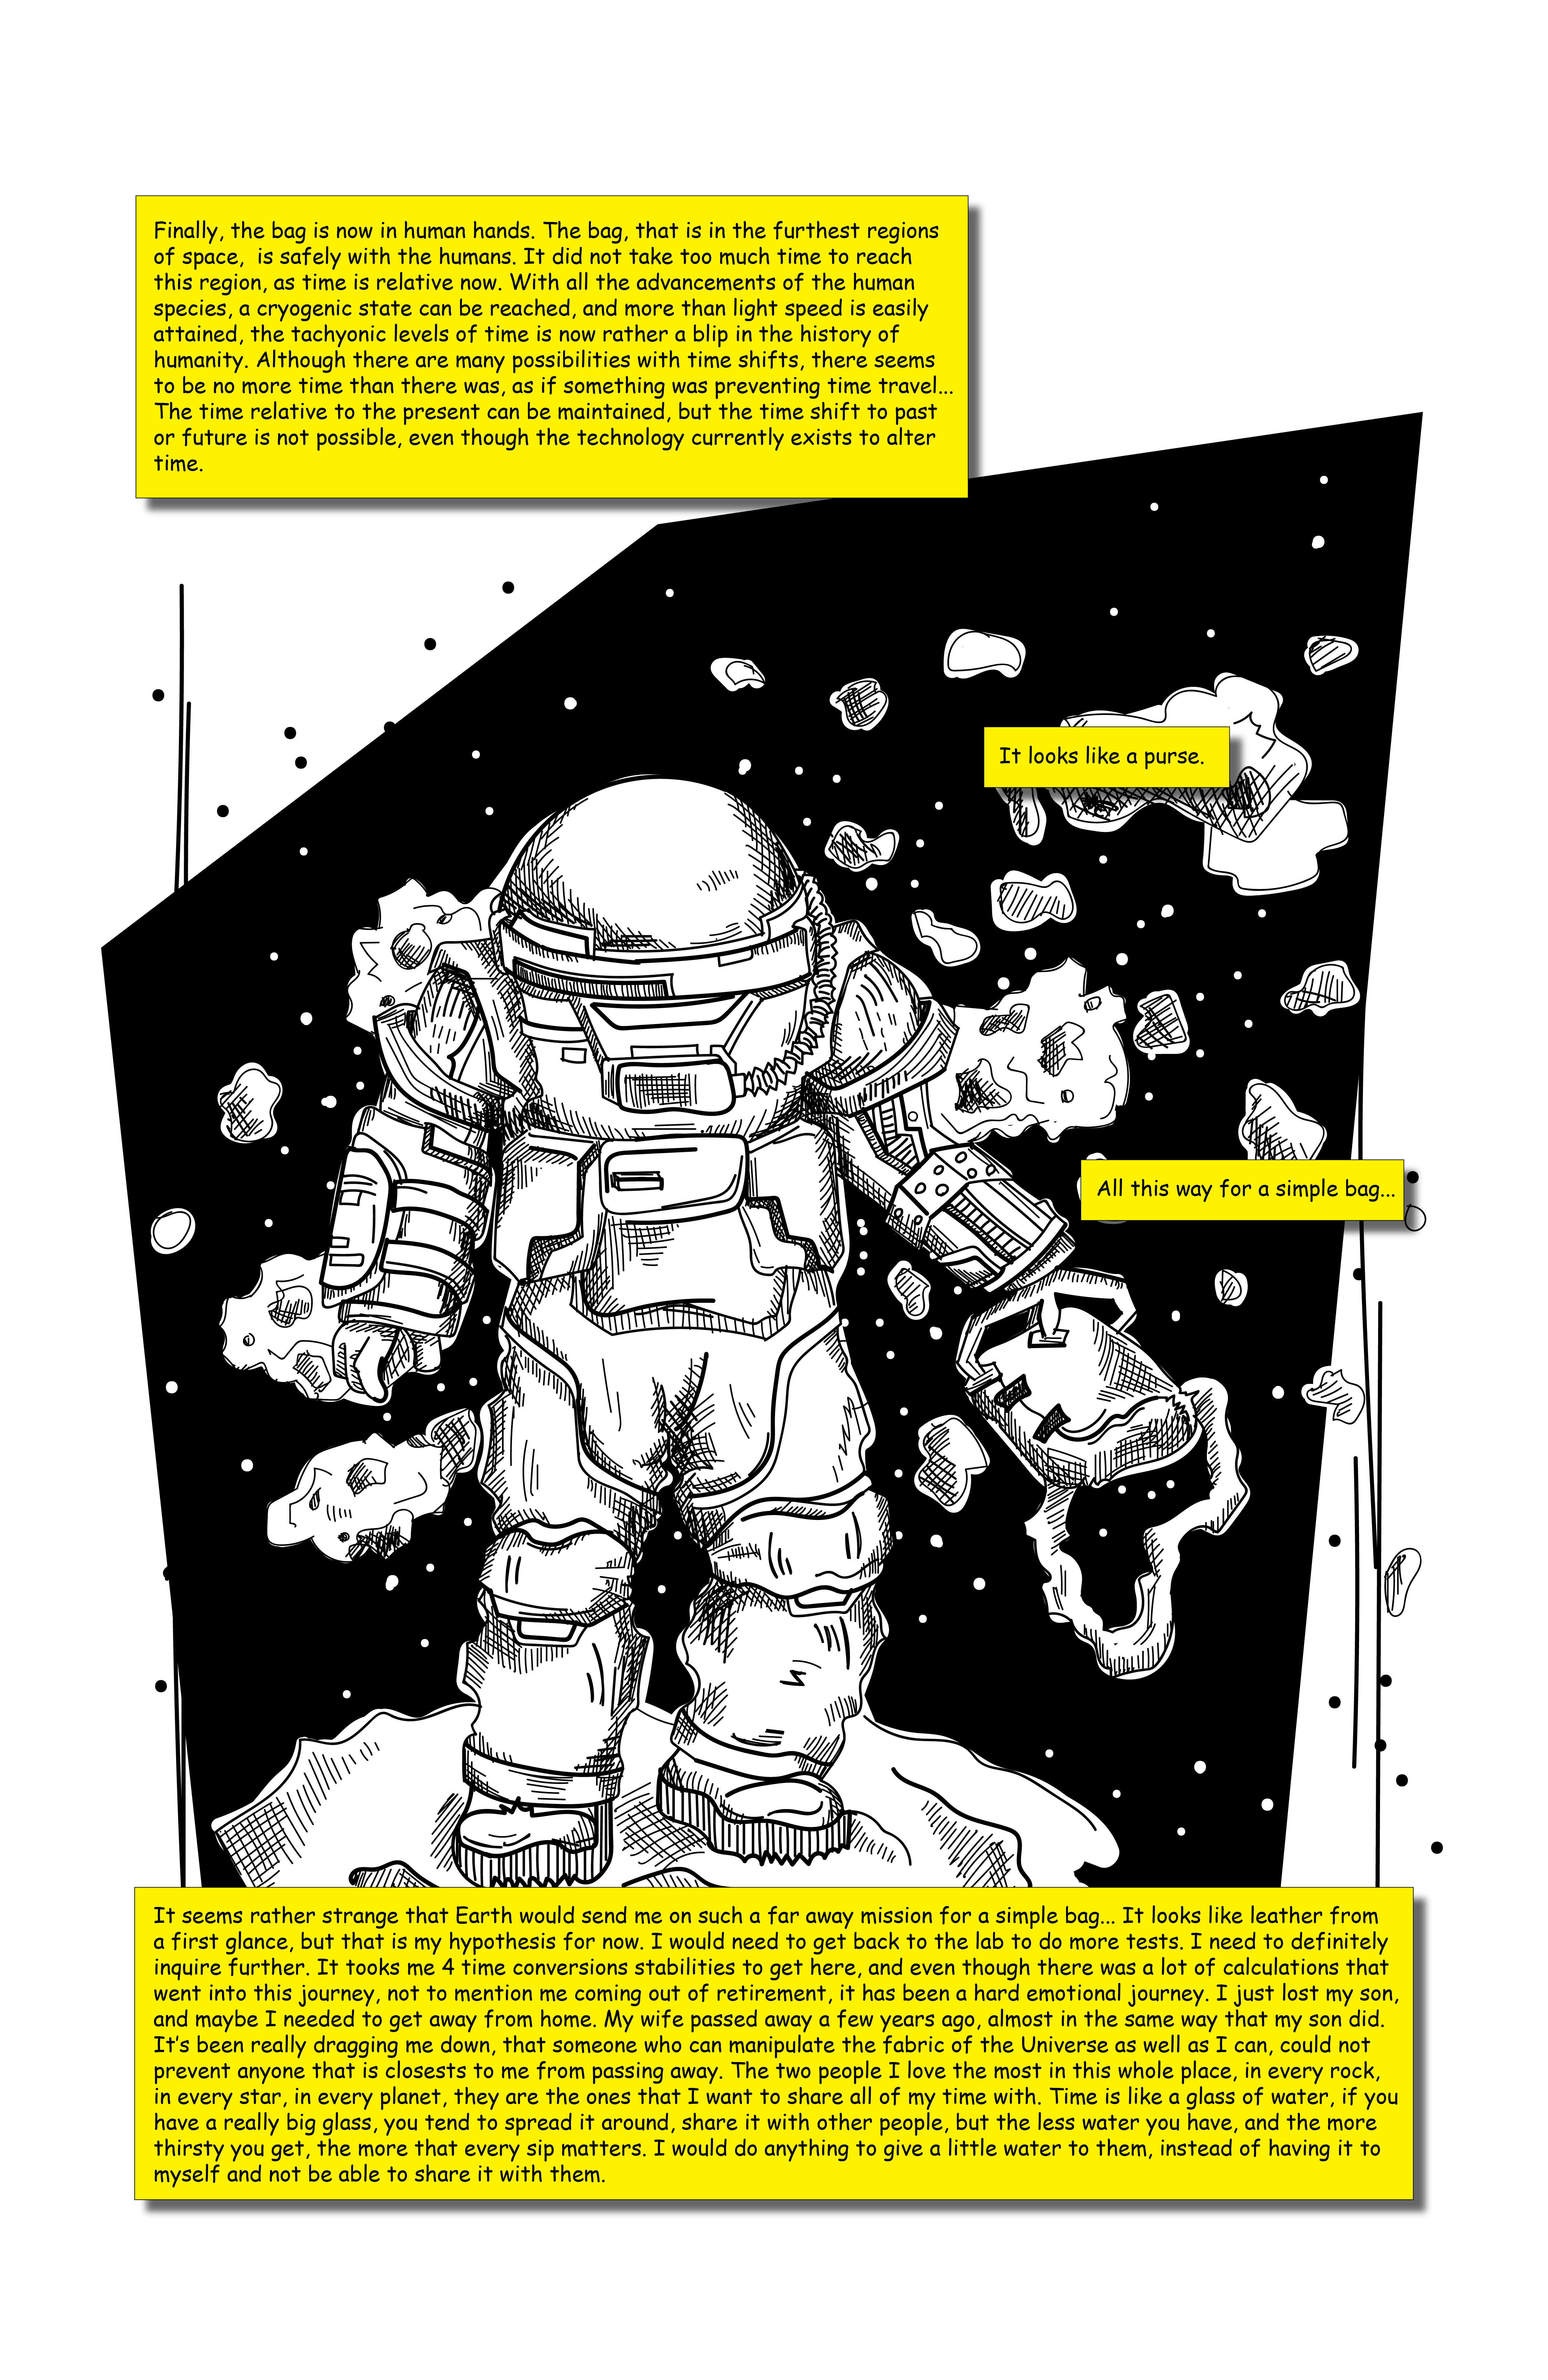 Finally, the bag is now in human hands. The bag, that is in the furthest regions
of space,  is safely with the humans. It did not take too much time to reach
this region, as time is relative now. With all the advancements of the human
species, a cryogenic state can be reached, and more than light speed is easily
attained, the tachyonic levels of time is now rather a blip in the history of
humanity. Although there are many possibilities with time shifts, there seems
to be no more time than there was, as if something was preventing time travel...
The time relative to the present can be maintained, but the time shift to past
or future is not possible, even though the technology currently exists to alter
time.
It looks like a purse.
All this way for a simple bag...
It seems rather strange that Earth would send me on such a far away mission for a simple bag... It looks like leather from
a first glance, but that is my hypothesis for now. I would need to get back to the lab to do more tests. I need to definitely
inquire further. It tooks me 4 time conversions stabilities to get here, and even though there was a lot of calculations that
went into this journey, not to mention me coming out of retirement, it has been a hard emotional journey. I just lost my son,
and maybe I needed to get away from home. My wife passed away a few years ago, almost in the same way that my son did.
It's been really dragging me down, that someone who can manipulate the fabric of the Universe as well as I can, could not
prevent anyone that is closests to me from passing away. The two people I love the most in this whole place, in every rock,
in every star, in every planet, they are the ones that I want to share all of my time with. Time is like a glass of water, if you
have a really big glass, you tend to spread it around, share it with other people, but the less water you have, and the more
thirsty you get, the more that every sip matters. I would do anything to give a little water to them, instead of having it to
myself and not be able to share it with them.